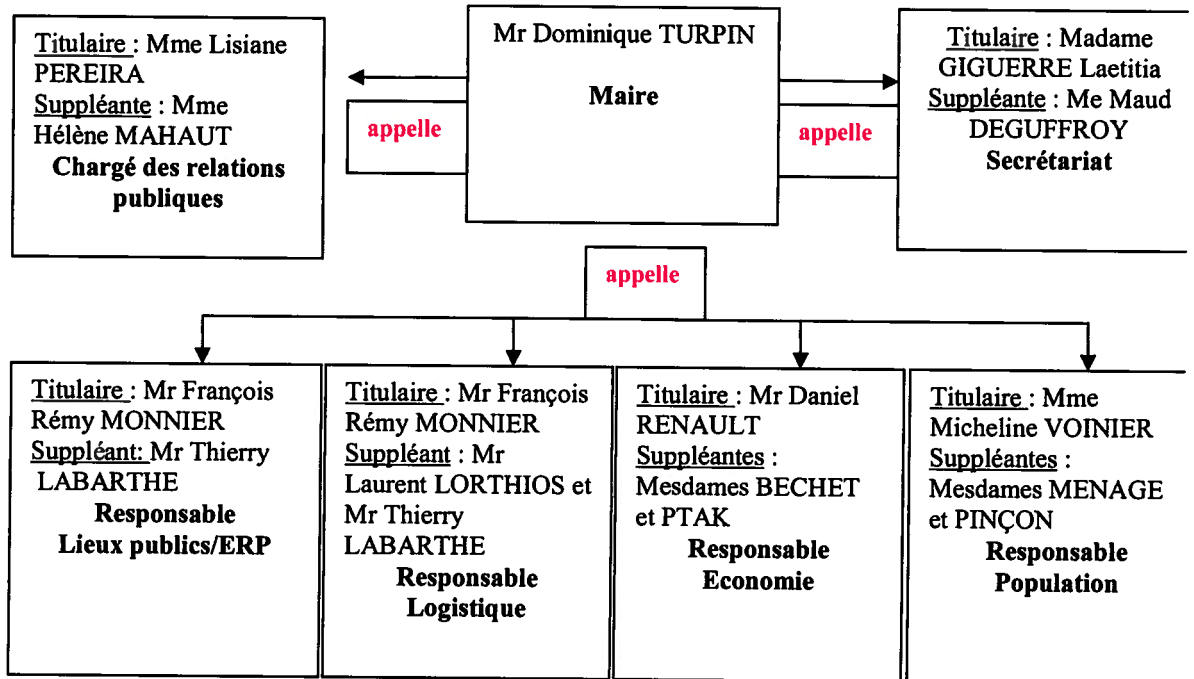 Titulaire : Mme Lisiane
PEREIRA
Suppléante : Mme
Hélène MAHAUT
Chargé des relations
publiques
appelle
Mr Dominique TURPIN
Maire
appelle
Titulaire : Madame
GIGUERRE Laetitia
Suppléante : Me Maud
DEGUFFROY
Secrétariat
appelle
Titulaire : Mr François
Rémy MONNIER
Suppléant: Mr Thierry
LABARTHE
Responsable
Lieux publics/ERP
Titulaire : Mr François
Rémy MONNIER
Suppléant : Mr
Laurent LORTHIOS et
Mr Thierry
LABARTHE
Responsable
Logistique
Titulaire : Mr Daniel
RENAULT
Suppléantes :
Mesdames BECHET
et PTAK
Responsable
Economie
Titulaire : Mme
Micheline VOINIER
Suppléantes :
Mesdames MENAGE
et PINÇON
Responsable
Population